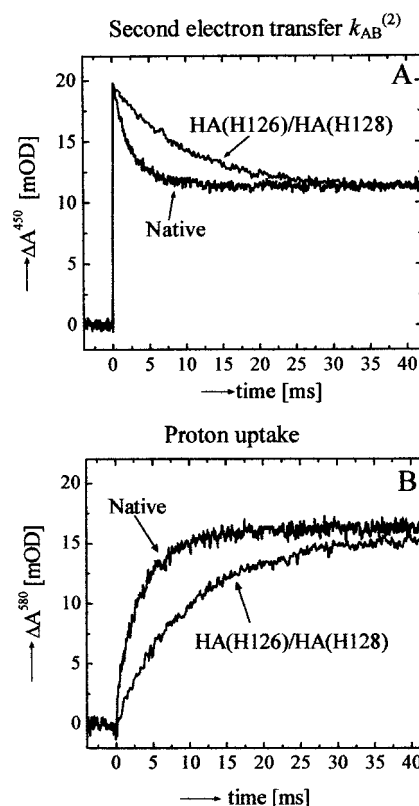 Second electron transfer k_AB^(2)
A
20
15
10
5
0
HA(H126)/HA(H128)
Native
→ΔA^450 [mOD]
0 5 10 15 20 25 30 35 40
→time [ms]
Proton uptake
B
20
15
10
5
0
Native
HA(H126)/HA(H128)
→ΔA^580 [mOD]
0 5 10 15 20 25 30 35 40
→ time [ms]